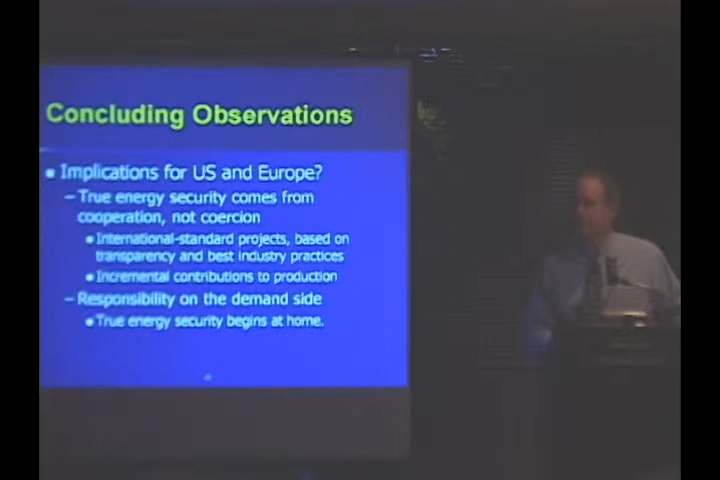 Concluding Observations
▪ Implications for US and Europe?
– True energy security comes from
cooperation, not coercion
▪ International-standard projects, based on
transparency and best industry practices
▪ Incremental contributions to production
– Responsibility on the demand side
▪ True energy security begins at home.